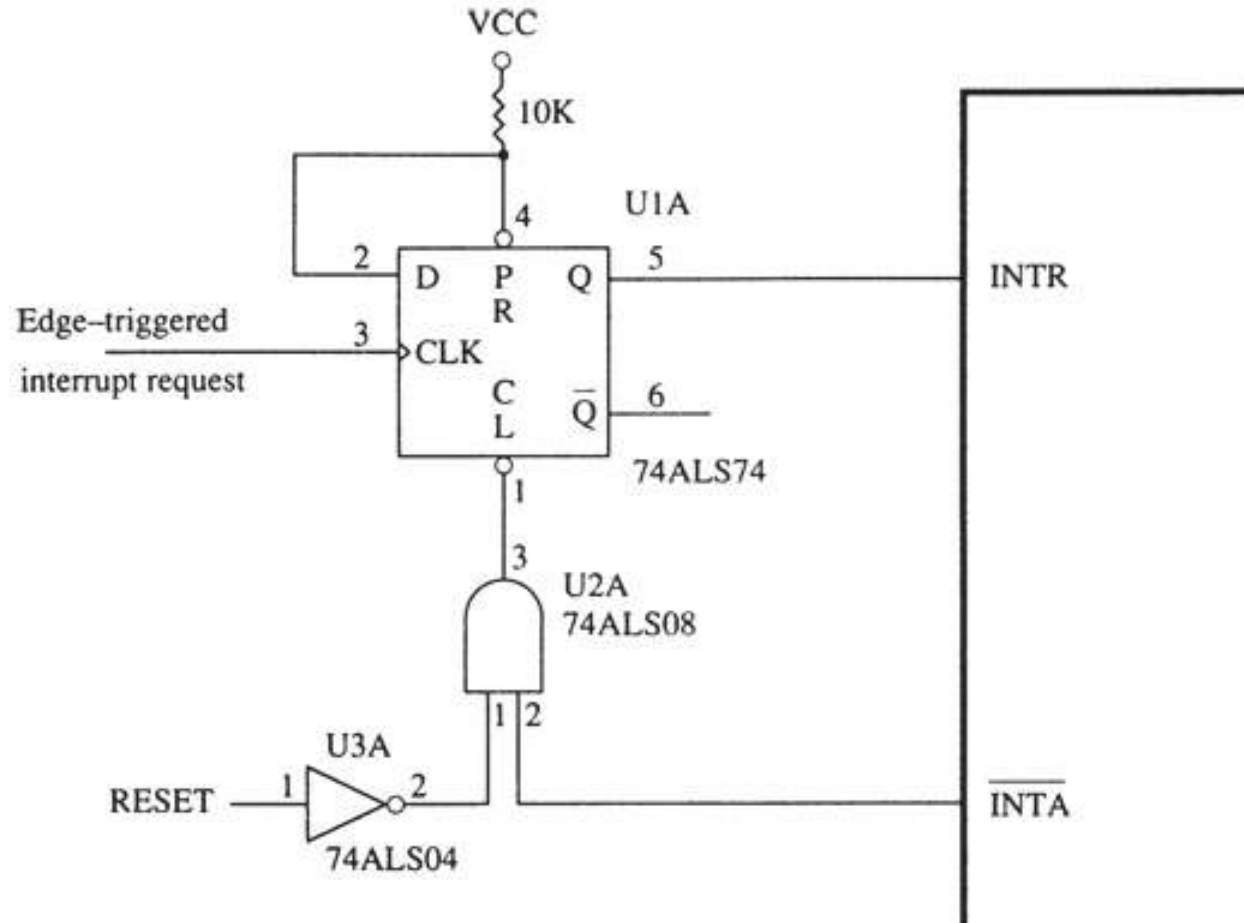 VCC
10K
4
U1A
2
D
P
R
Q
5
INTR
Edge–triggered
3
CLK
interrupt request
C
L
Q̅
6
74ALS74
1
3
U2A
74ALS08
1
2
U3A
RESET
1
2
I̅N̅T̅A̅
74ALS04